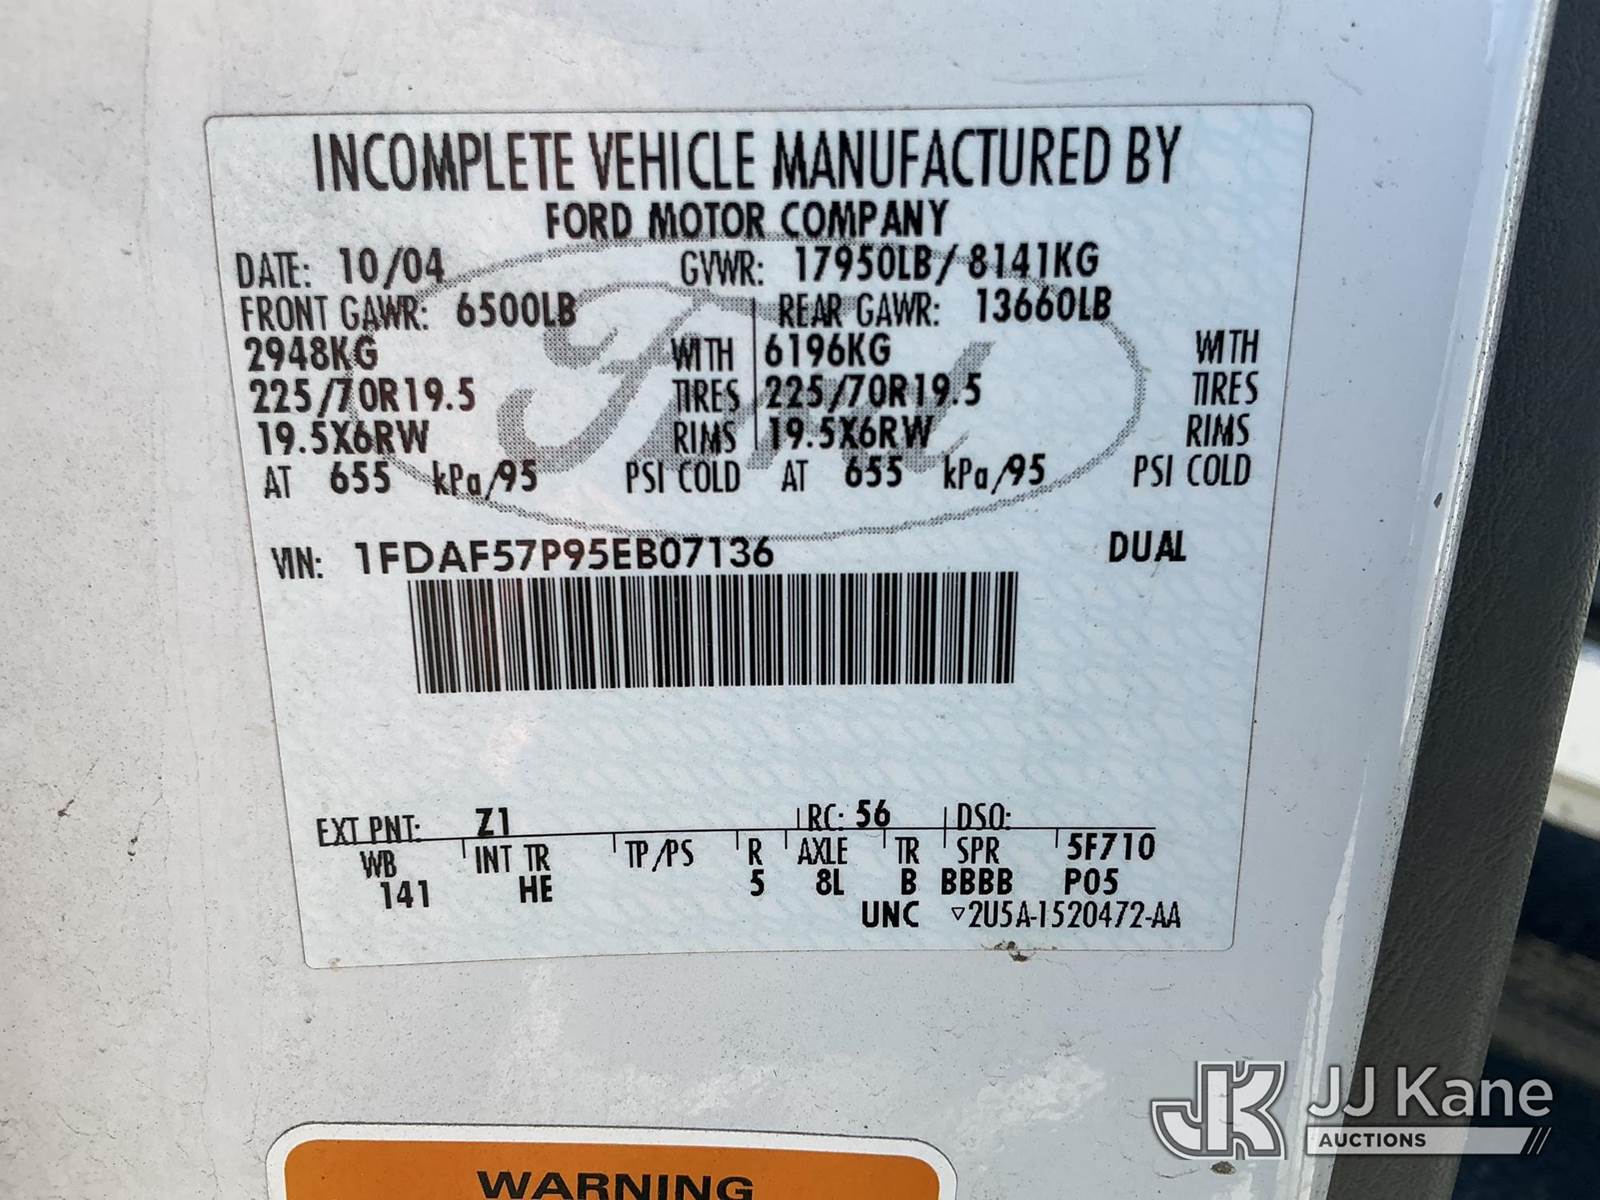 INCOMPLETE VEHICLE MANUFACTURED BY
FORD MOTOR COMPANY
DATE: 10/04 GVWR: 17950LB/ 8141KG
FRONT GAWR: 6500LB REAR GAWR: 13660LB
2948KG WITH 6196KG WITH
225/70R19.5 TIRES 225/70R19.5 TIRES
19.5X6RW RIMS 19.5X6RW RIMS
AT 655 kPa/95 PSI COLD AT 655 kPa/95 PSI COLD
VIN: 1FDAF57P95EB07136 DUAL
EXT PNT: Z1 RC: 56 DSO:
WB INT TR TP/PS R AXLE TR SPR 5F710
141 HE 5 8L B BBBB P05
UNC ▽2U5A-1520472-AA
Ford
WARNING
JK JJ Kane
AUCTIONS